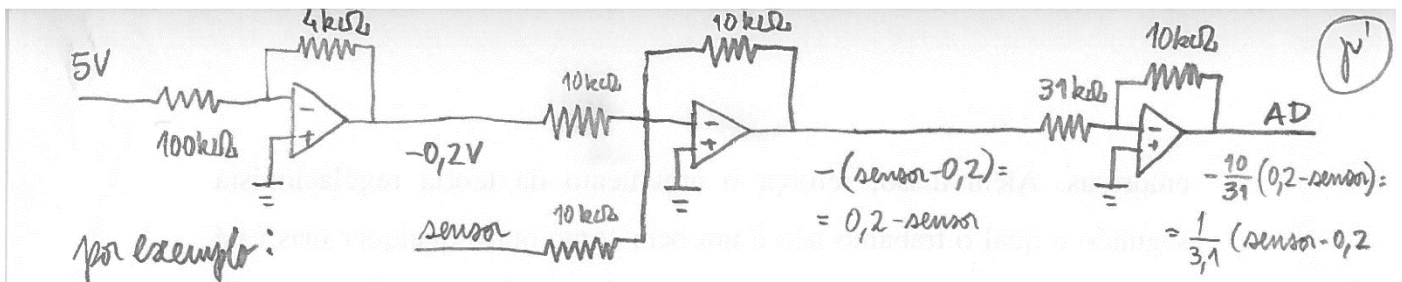 4kΩ
10kΩ
10kΩ
5V
10kΩ
31kΩ
AD
100kΩ
-0,2V
-(sensor-0,2)=
= 0,2-sensor
-10/31 (0,2-sensor)=
= 1/3,1 (sensor-0,2
10kΩ
sensor
por exemplo: